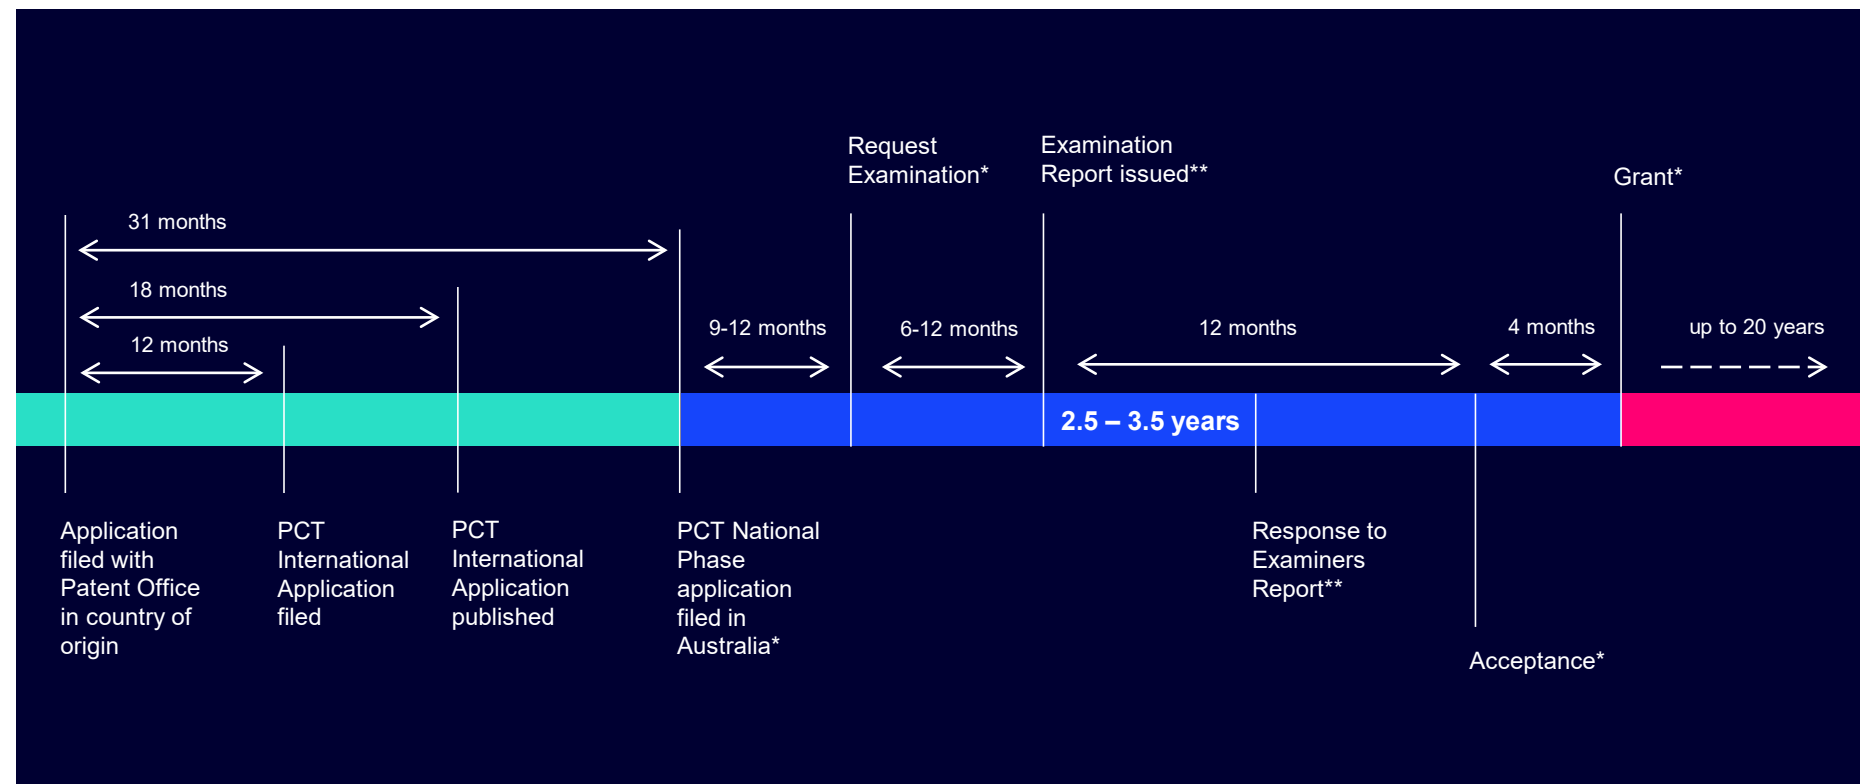 Request
Examination*
Examination
Report issued**
Grant*
31 months
18 months
12 months
9-12 months
6-12 months
12 months
4 months
up to 20 years
2.5 – 3.5 years
Application
filed with
Patent Office
in country of
origin
PCT
International
Application
filed
PCT
International
Application
published
PCT National
Phase
application
filed in
Australia*
Response to
Examiners
Report**
Acceptance*